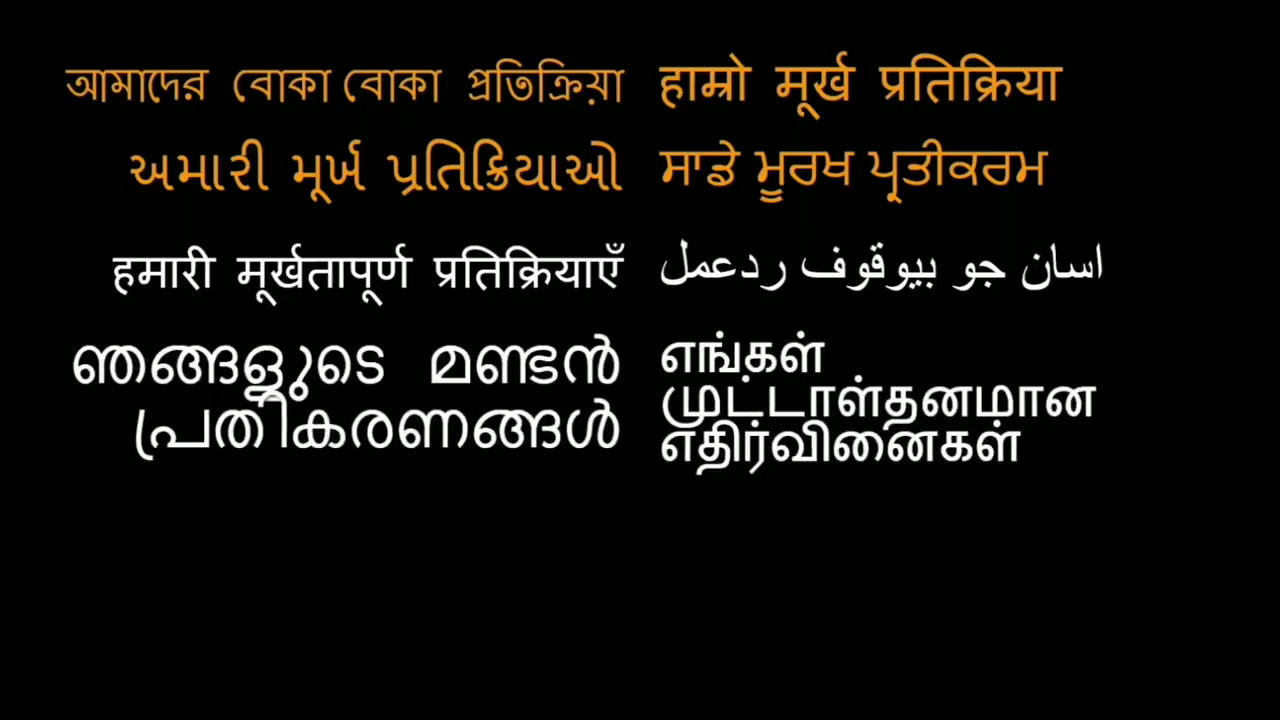 আমাদের বোকা বোকা প্রতিক্রিয়া
हाम्रो मूर्ख प्रतिक्रिया
અમારી મૂર્ખ પ્રતિક્રિયાઓ
ਸਾਡੇ ਮੂਰਖ ਪ੍ਰਤੀਕਰਮ
हमारी मूर्खतापूर्ण प्रतिक्रियाएँ
اسان جو بيوقوف ردعمل
ഞങ്ങളുടെ മണ്ടൻ
പ്രതികരണങ്ങൾ
எங்கள்
முட்டாள்தனமான
எதிர்வினைகள்